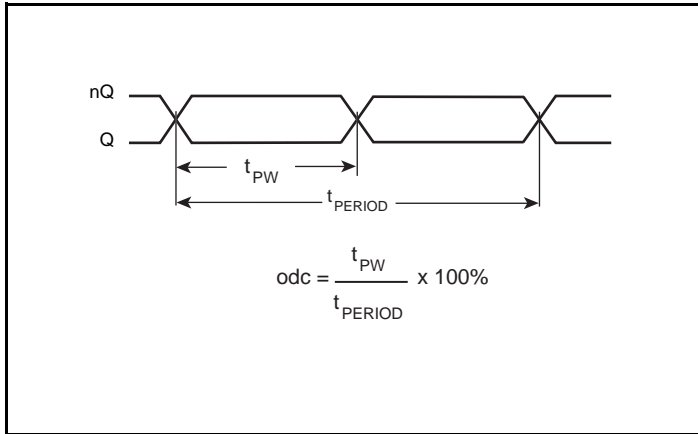 nQ
Q
tPW
tPERIOD
odc = tPW / tPERIOD x 100%